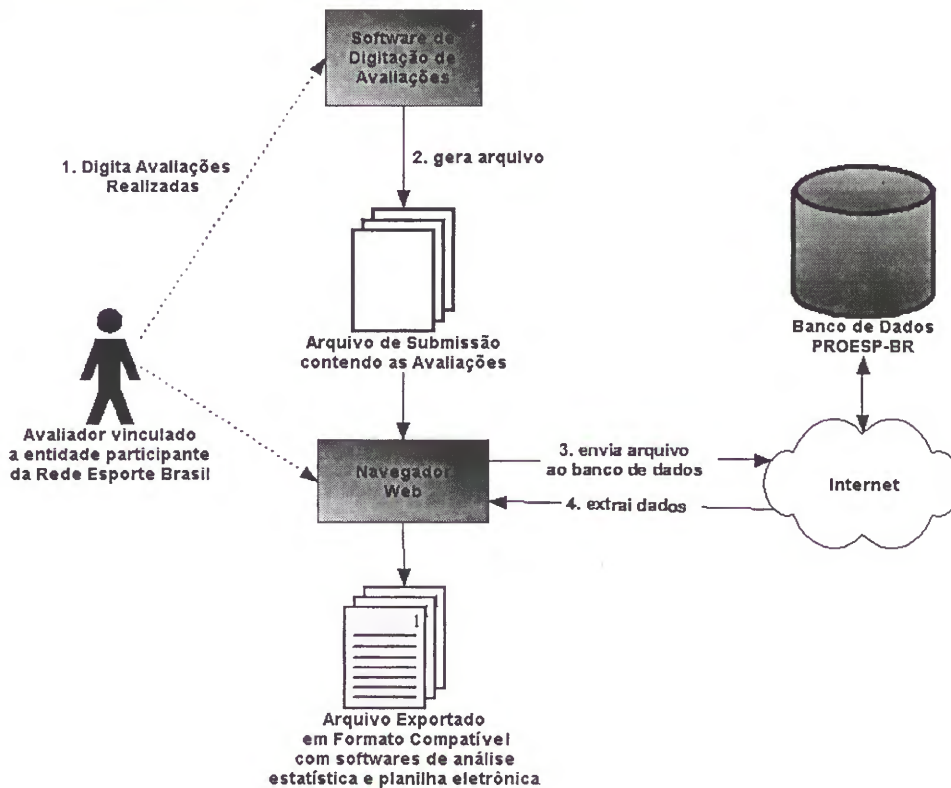 Software de
Digitação de
Avaliações
1. Digita Avaliações
Realizadas
2. gera arquivo
Arquivo de Submissão
contendo as Avaliações
Banco de Dados
PROESP-BR
Avaliador vinculado
a entidade participante
da Rede Esporte Brasil
Navegador
Web
3. envia arquivo
ao banco de dados
4. extrai dados
Internet
1
Arquivo Exportado
em Formato Compatível
com softwares de análise
estatística e planilha eletrônica